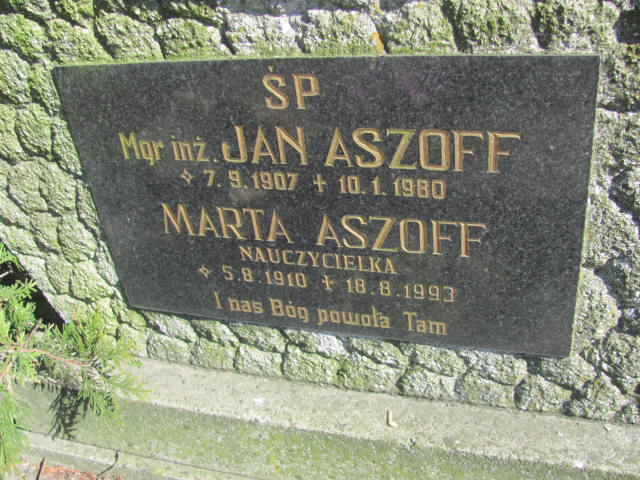 ŚP
Mgr inż. JAN ASZOFF
✧ 7.9.1907 + 10.1.1980
MARTA ASZOFF
NAUCZYCIELKA
✧ 5.8.1910 + 18.8.1993
I nas Bóg powoła Tam